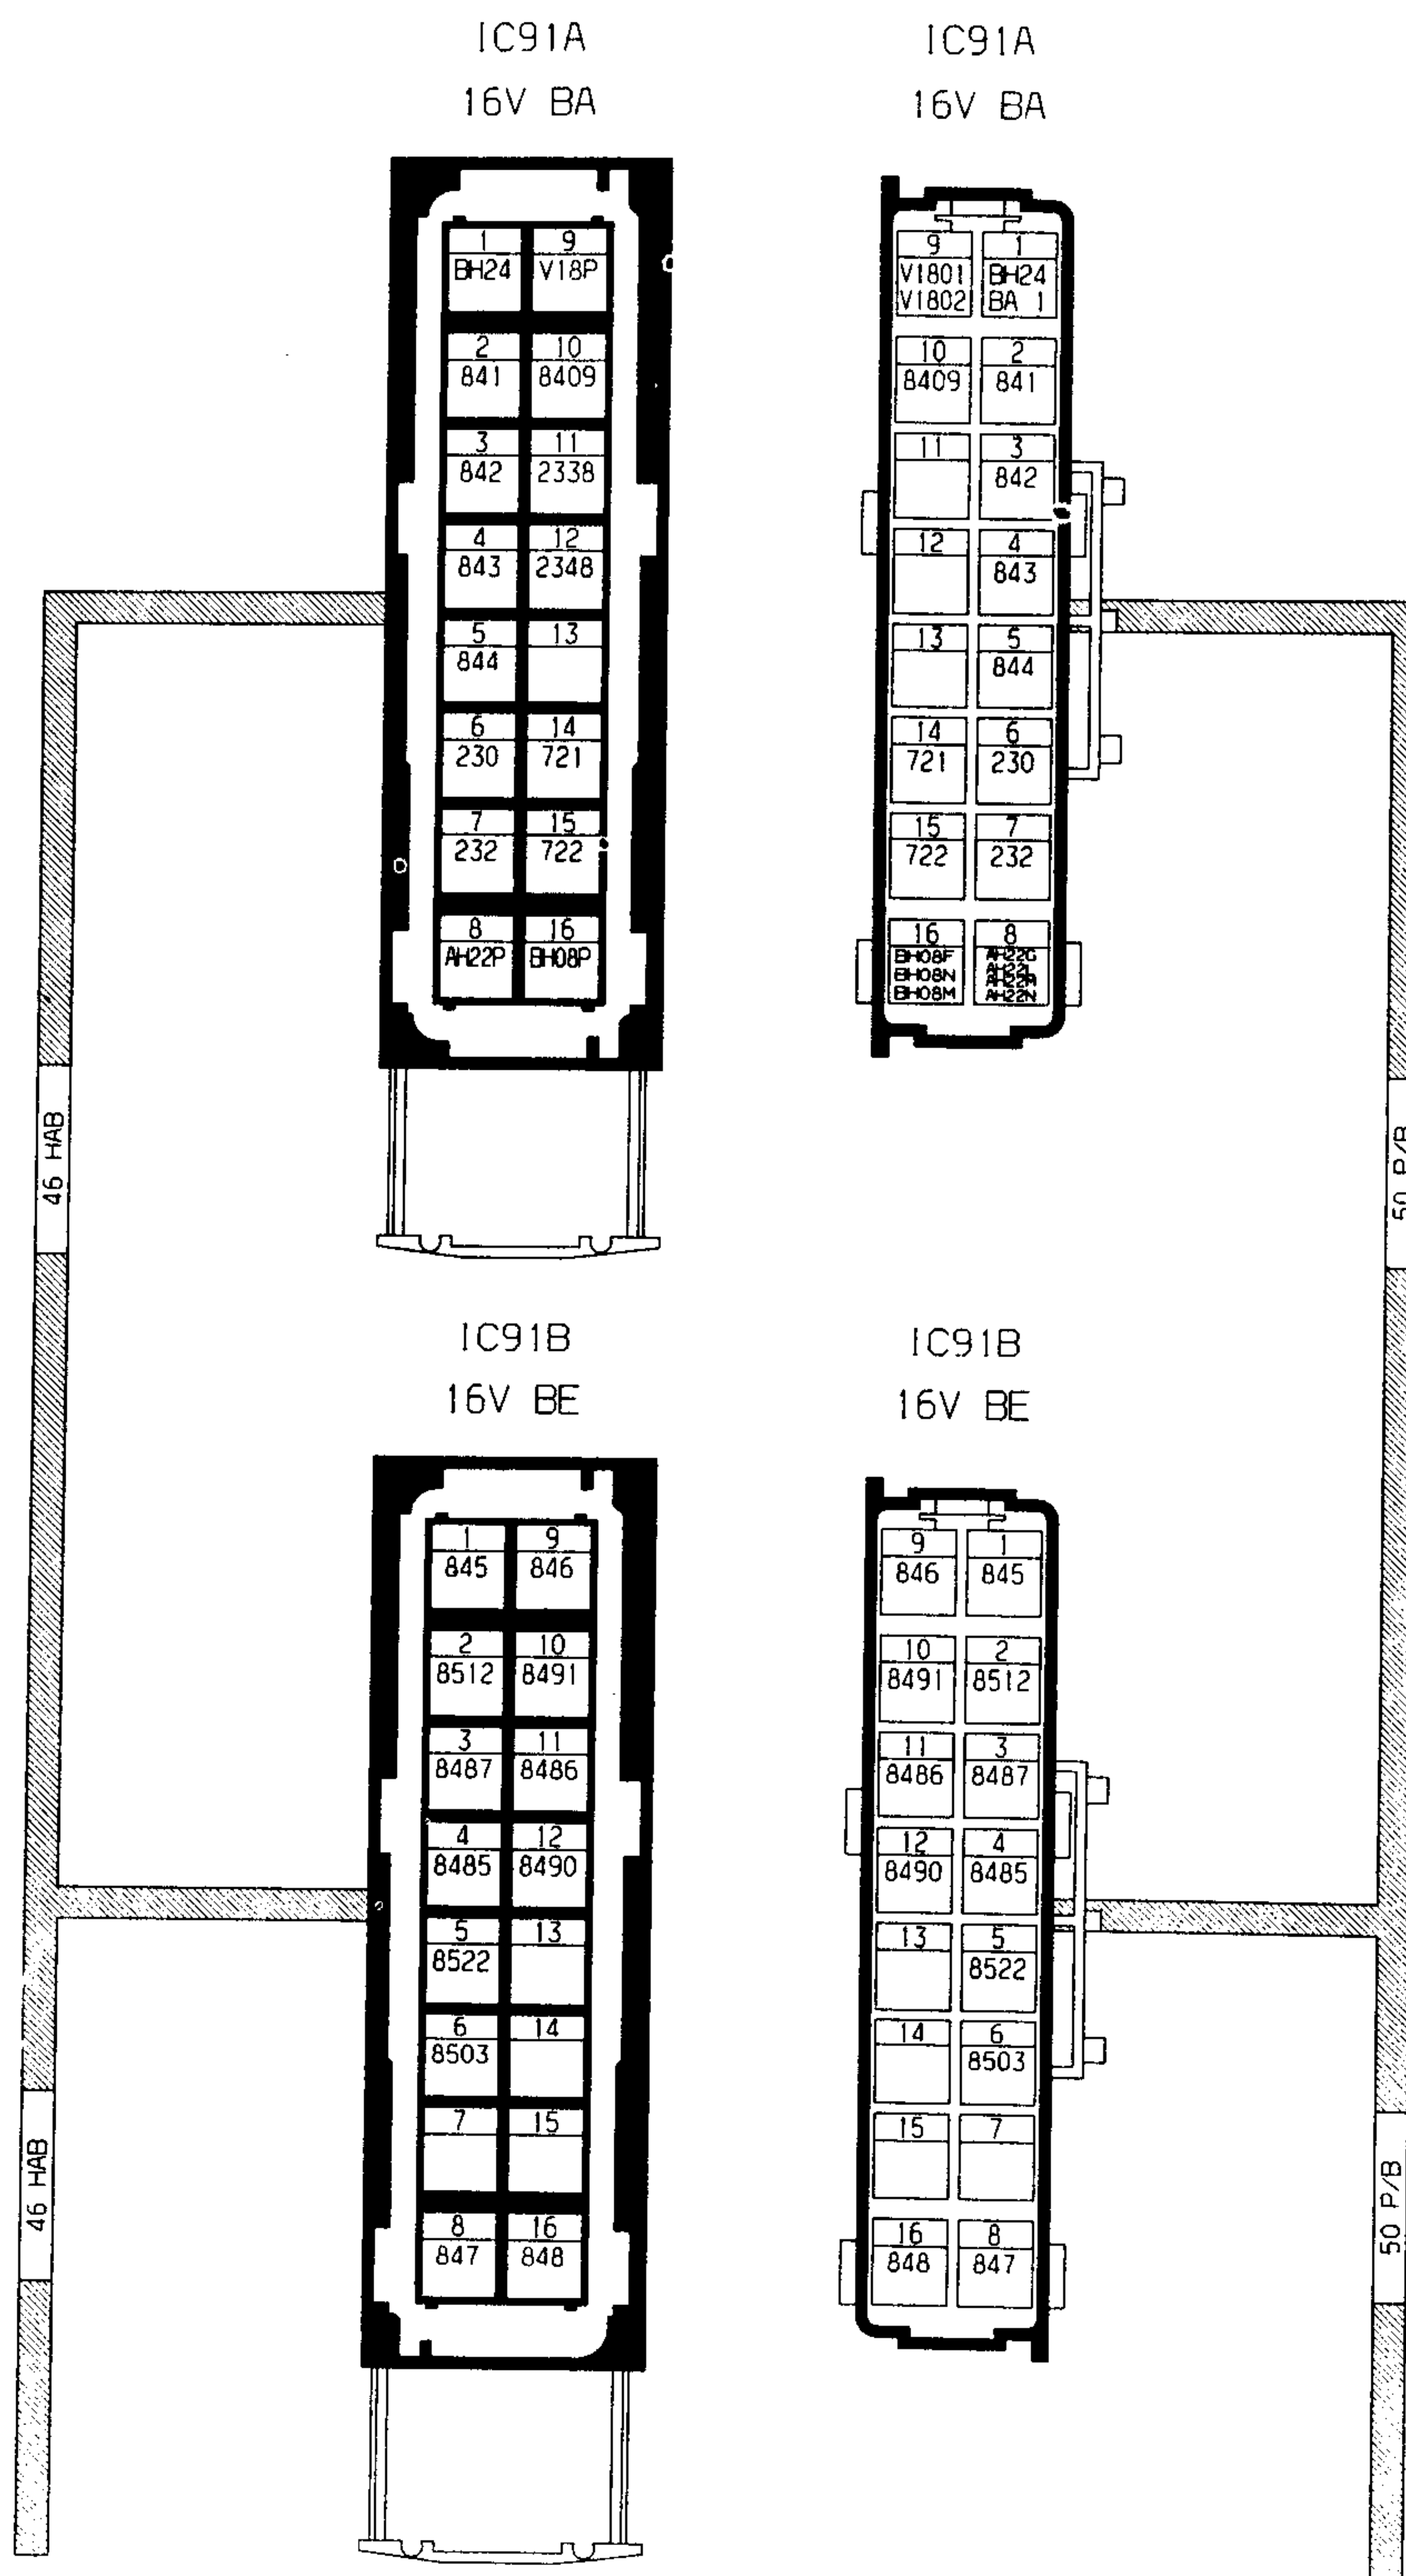 IC91A
16V BA
1 9
BH24 V18P
2 10
841 8409
3 11
842 2338
4 12
843 2348
5 13
844
6 14
230 721
7 15
232 722
8 16
AH22P BH08P
IC91A
16V BA
9 1
V1801 BH24
V1802 BA 1
10 2
8409 841
11 3
842
12 4
843
13 5
844
14 6
721 230
15 7
722 232
16 8
BH08F AH22G
BH08N
BH08M AH22M
AH22N
46 HAB
50 P/B
IC91B
16V BE
1 9
845 846
2 10
8512 8491
3 11
8487 8486
4 12
8485 8490
5 13
8522
6 14
8503
7 15
8 16
847 848
IC91B
16V BE
9 1
846 845
10 2
8491 8512
11 3
8486 8487
12 4
8490 8485
13 5
8522
14 6
8503
15 7
16 8
848 847
46 HAB
50 P/B